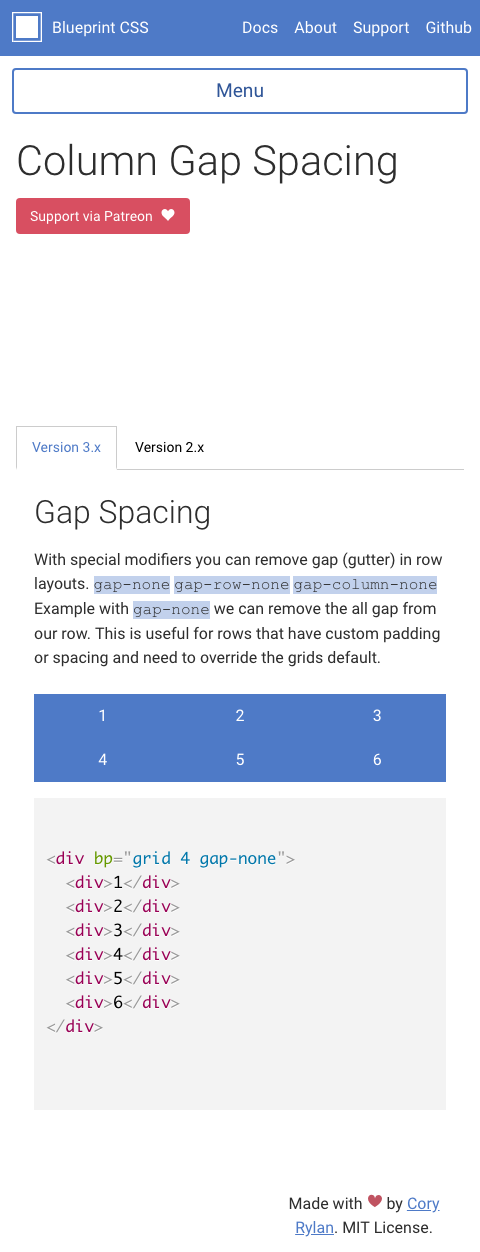 Blueprint CSS Docs About Support Github
Menu
Column Gap Spacing
Support via Patreon
Version 3.x Version 2.x
Gap Spacing
With special modifiers you can remove gap (gutter) in row
layouts. gap-none gap-row-none gap-column-none
Example with gap-none we can remove the all gap from
our row. This is useful for rows that have custom padding
or spacing and need to override the grids default.
1 2 3
4 5 6
<div bp="grid 4 gap-none">
  <div>1</div>
  <div>2</div>
  <div>3</div>
  <div>4</div>
  <div>5</div>
  <div>6</div>
</div>
Made with ♥ by Cory
Rylan. MIT License.